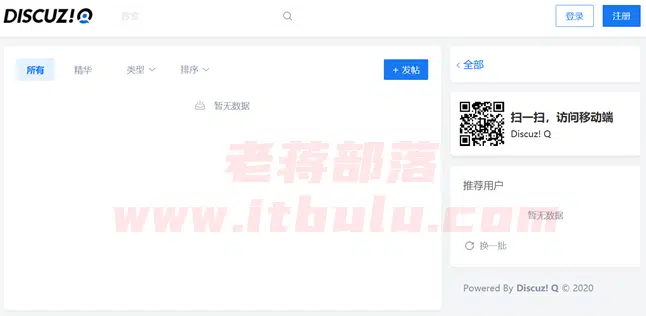 DISCUZ! Q
搜索
登录
注册
所有 精华 类型 排序 + 发帖
暂无数据
全部
扫一扫，访问移动端
Discuz! Q
推荐用户
暂无数据
换一批
Powered By Discuz! Q © 2020
老蒋部落
www.itbulu.com